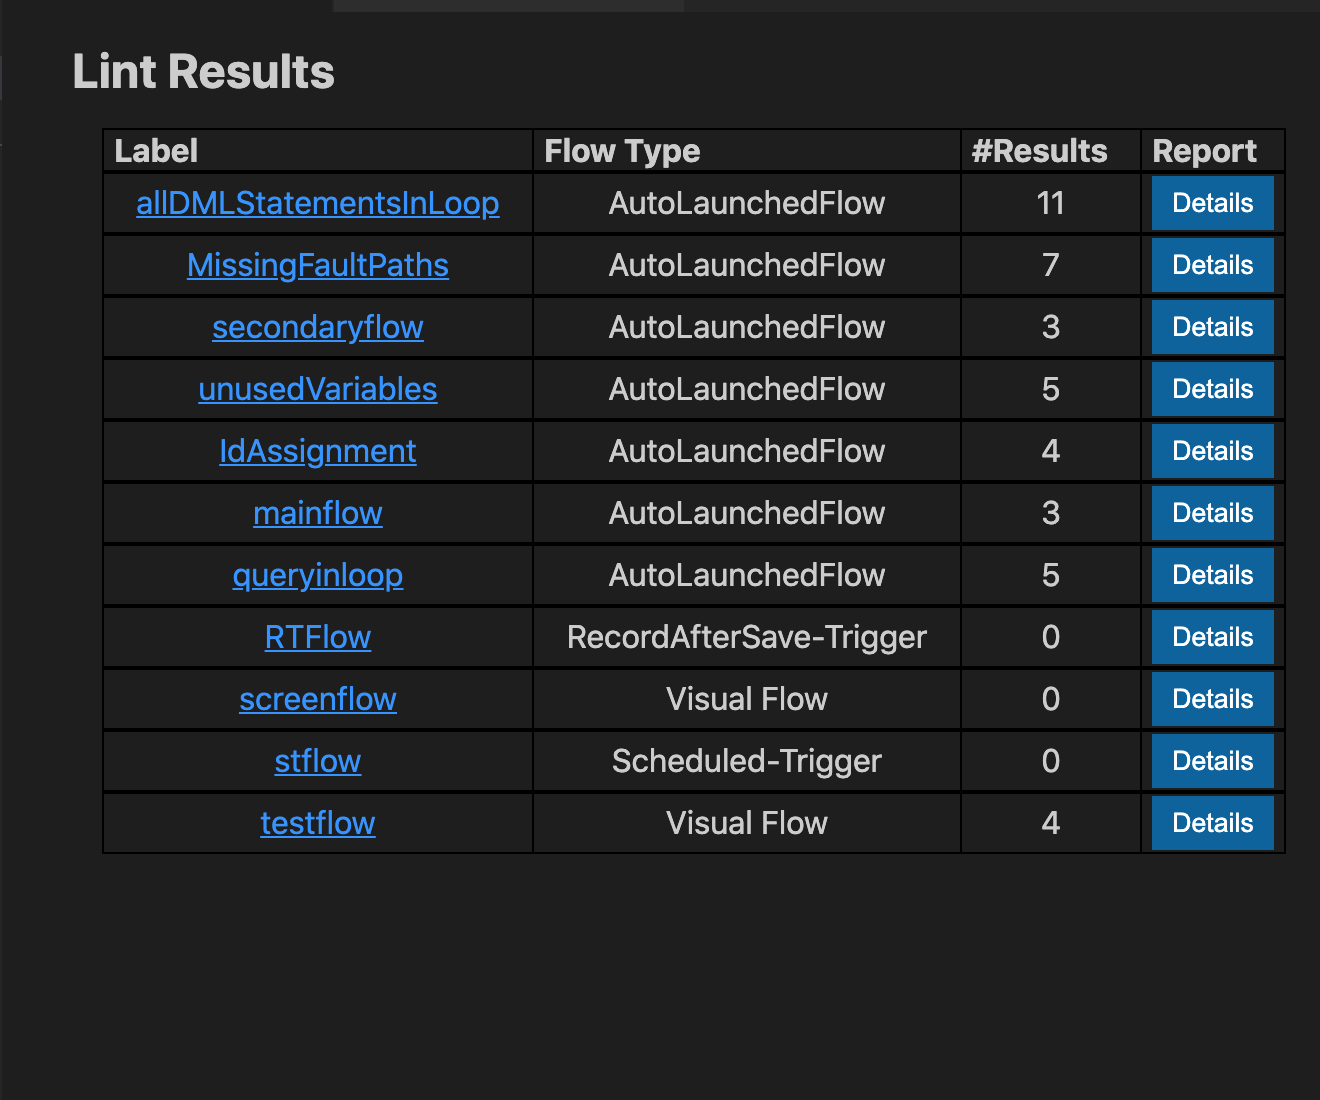 Lint Results
Label Flow Type #Results Report
allDMLStatementsInLoop AutoLaunchedFlow 11 Details
MissingFaultPaths AutoLaunchedFlow 7 Details
secondaryflow AutoLaunchedFlow 3 Details
unusedVariables AutoLaunchedFlow 5 Details
IdAssignment AutoLaunchedFlow 4 Details
mainflow AutoLaunchedFlow 3 Details
queryinloop AutoLaunchedFlow 5 Details
RTFlow RecordAfterSave-Trigger 0 Details
screenflow Visual Flow 0 Details
stflow Scheduled-Trigger 0 Details
testflow Visual Flow 4 Details